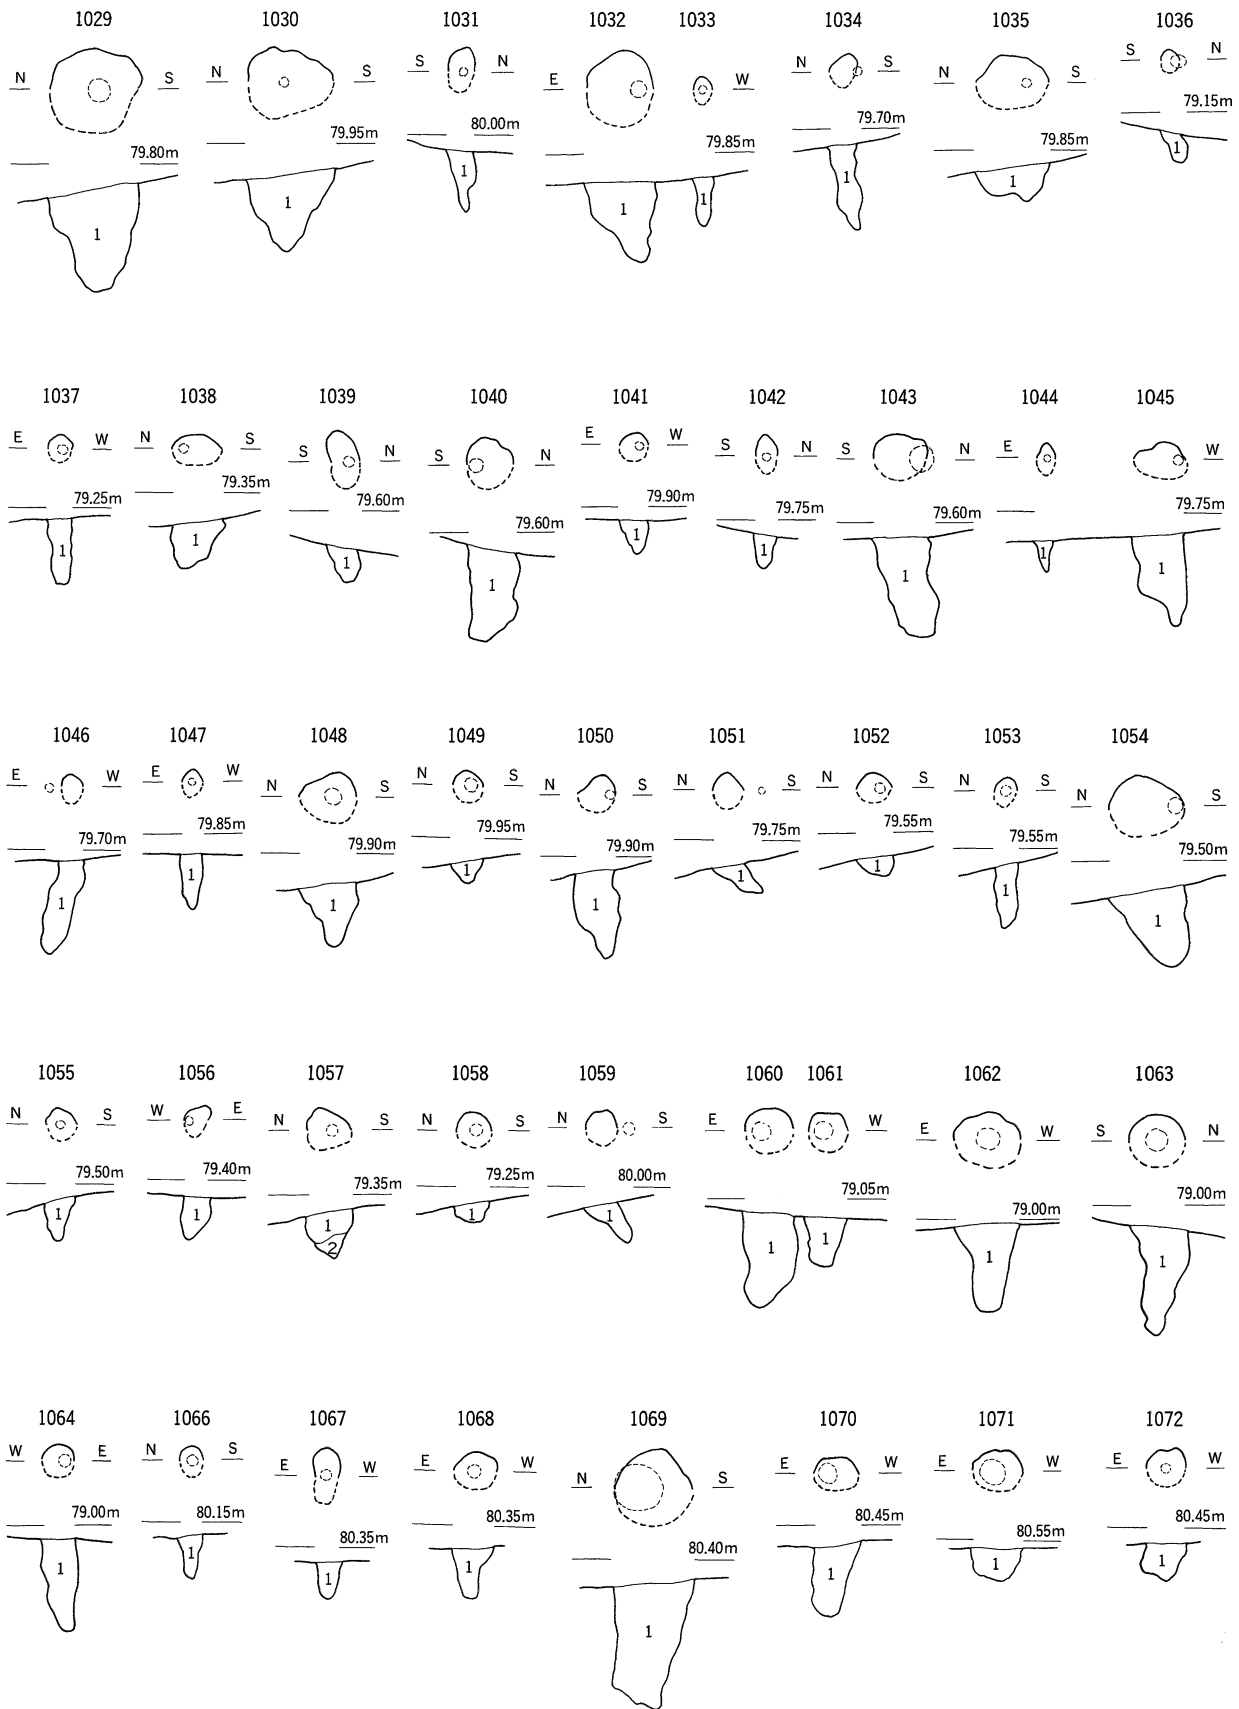 1029 1030 1031 1032 1033 1034 1035 1036
N S N S S N E W N S N S S N
79.80m 79.95m 80.00m 79.85m 79.70m 79.85m 79.15m
1 1 1 1 1 1 1 1
1037 1038 1039 1040 1041 1042 1043 1044 1045
E W N S S N S N E W S N S N E W
79.25m 79.35m 79.60m 79.60m 79.90m 79.75m 79.60m 79.75m
1 1 1 1 1 1 1 1 1
1046 1047 1048 1049 1050 1051 1052 1053 1054
E W E W N S N S N S N S N S N S N S
79.70m 79.85m 79.90m 79.95m 79.90m 79.75m 79.55m 79.55m 79.50m
1 1 1 1 1 1 1 1 1
1055 1056 1057 1058 1059 1060 1061 1062 1063
N S W E N S N S N S E W E W S N
79.50m 79.40m 79.35m 79.25m 80.00m 79.05m 79.00m 79.00m
1 1 1 1 1 1 1 1 1
2
1064 1066 1067 1068 1069 1070 1071 1072
W E N S E W E W N S E W E W E W
79.00m 80.15m 80.35m 80.35m 80.40m 80.45m 80.55m 80.45m
1 1 1 1 1 1 1 1